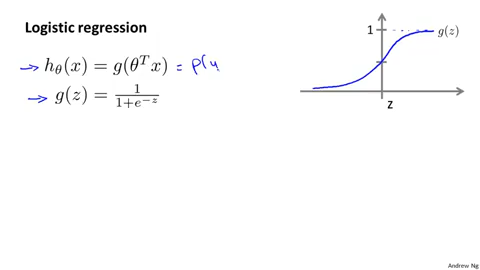 Logistic regression
→ hθ(x) = g(θᵀx) = p(y
→ g(z) = 1/(1+e⁻ᶻ)
1
g(z)
z
Andrew Ng